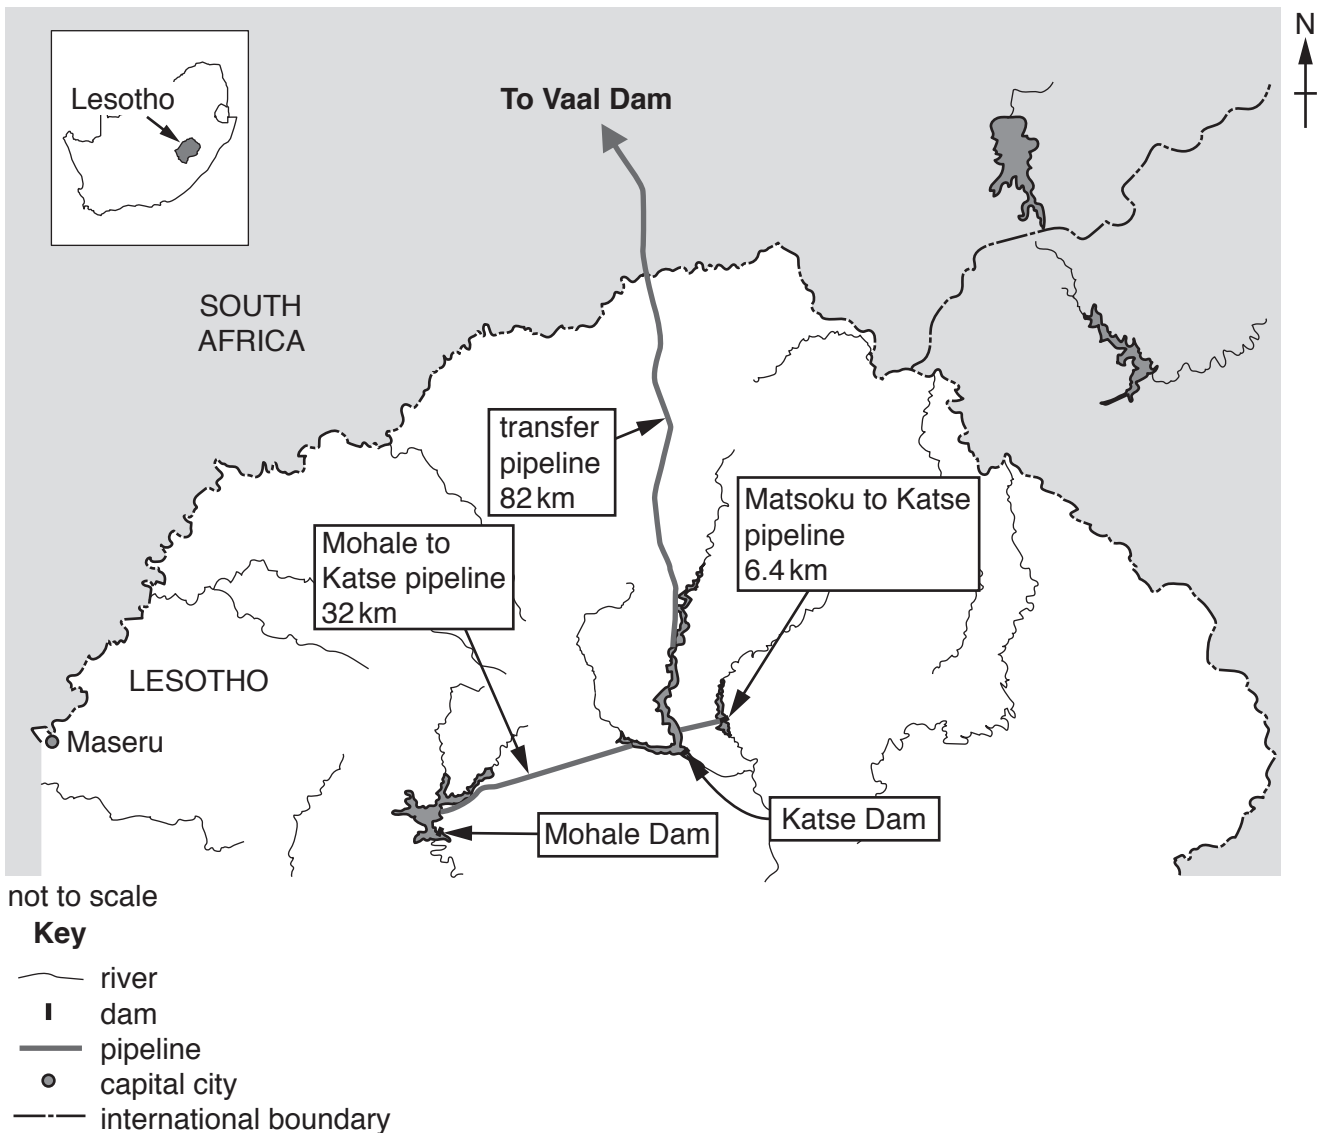 N
Lesotho
To Vaal Dam
SOUTH
AFRICA
transfer
pipeline
82 km
Matsoku to Katse
pipeline
6.4 km
Mohale to
Katse pipeline
32 km
LESOTHO
Maseru
Katse Dam
Mohale Dam
not to scale
Key
river
dam
pipeline
capital city
international boundary